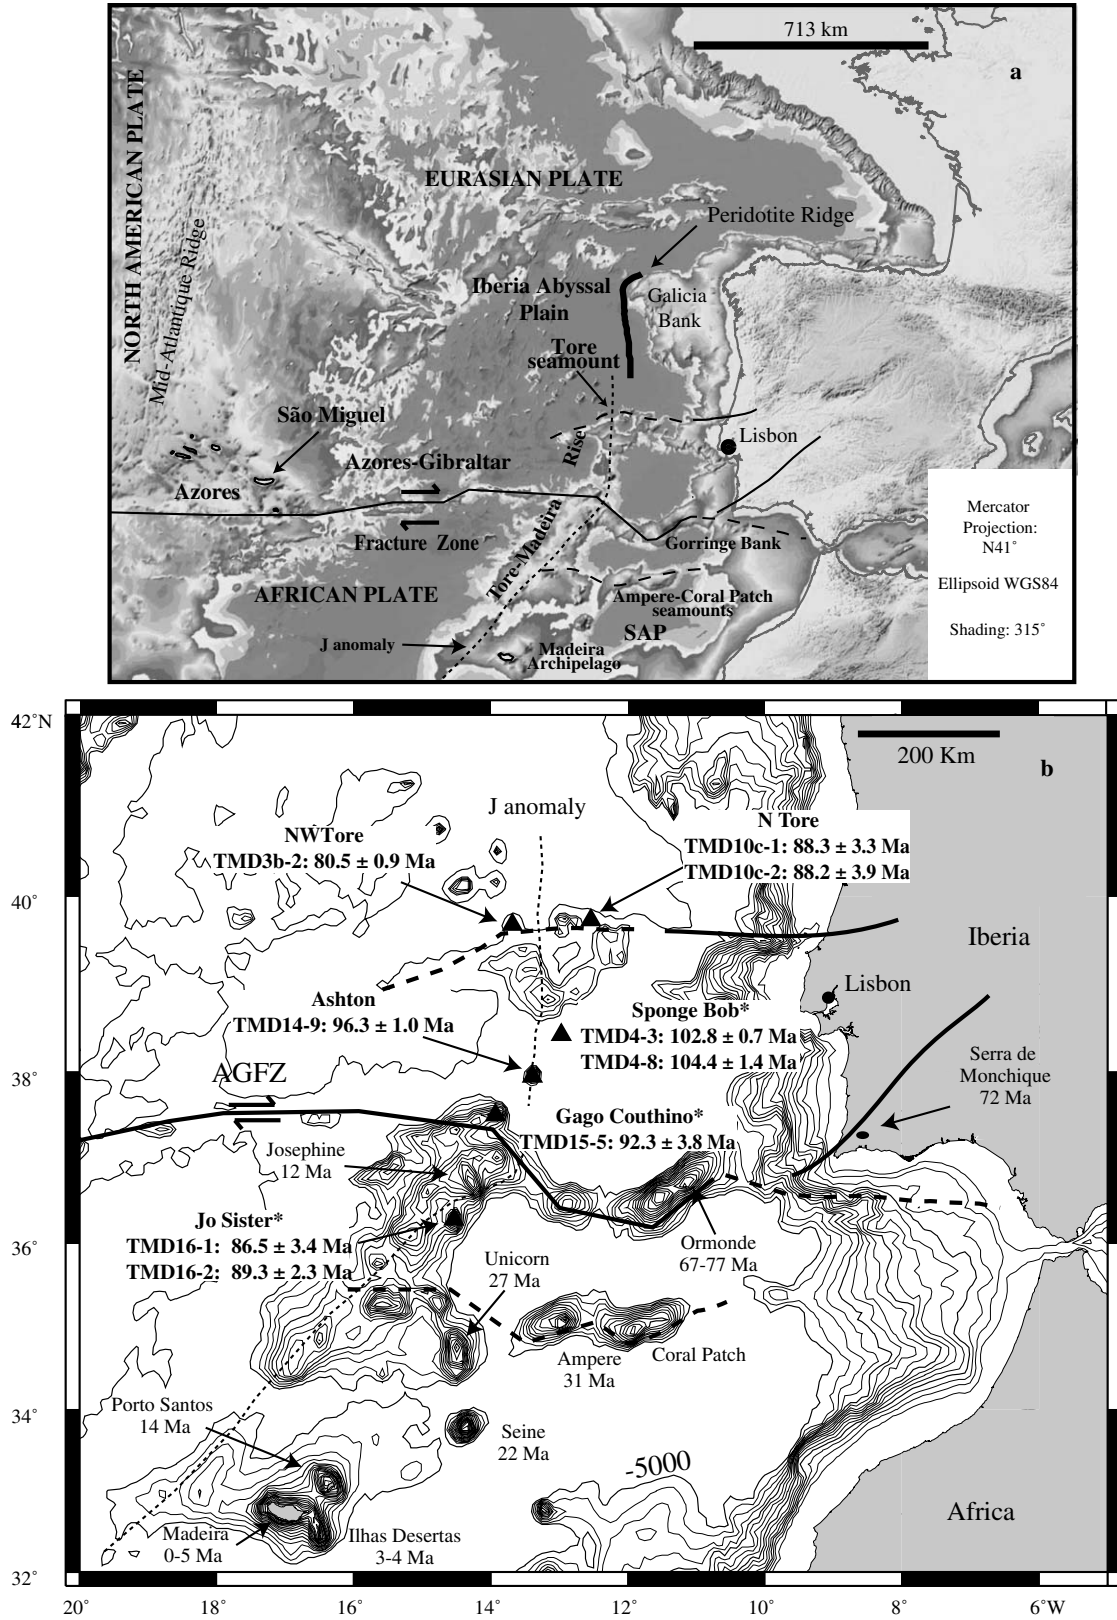 713 km
a
NORTH AMERICAN PLATE
Mid-Atlantique Ridge
EURASIAN PLATE
Peridotite Ridge
Iberia Abyssal
Plain
Galicia
Bank
Tore
seamount
São Miguel
Rise
Lisbon
Azores-Gibraltar
Azores
Fracture Zone
Tore-Madeira
Gorringe Bank
AFRICAN PLATE
Ampere-Coral Patch
seamounts
SAP
J anomaly
Madeira
Archipelago
Mercator
Projection:
N41˚
Ellipsoid WGS84
Shading: 315˚
42˚N
200 Km
b
J anomaly
N Tore
TMD10c-1: 88.3 ± 3.3 Ma
TMD10c-2: 88.2 ± 3.9 Ma
NWTore
TMD3b-2: 80.5 ± 0.9 Ma
40˚
Iberia
Lisbon
Ashton
TMD14-9: 96.3 ± 1.0 Ma
Sponge Bob*
TMD4-3: 102.8 ± 0.7 Ma
TMD4-8: 104.4 ± 1.4 Ma
Serra de
Monchique
72 Ma
38˚
AGFZ
Gago Couthino*
TMD15-5: 92.3 ± 3.8 Ma
Josephine
12 Ma
Jo Sister*
TMD16-1: 86.5 ± 3.4 Ma
TMD16-2: 89.3 ± 2.3 Ma
36˚
Ormonde
67-77 Ma
Unicorn
27 Ma
Ampere
31 Ma
Coral Patch
Porto Santos
14 Ma
34˚
Seine
22 Ma
-5000
Madeira
0-5 Ma
Ilhas Desertas
3-4 Ma
Africa
32˚
20˚
18˚
16˚
14˚
12˚
10˚
8˚
6˚W